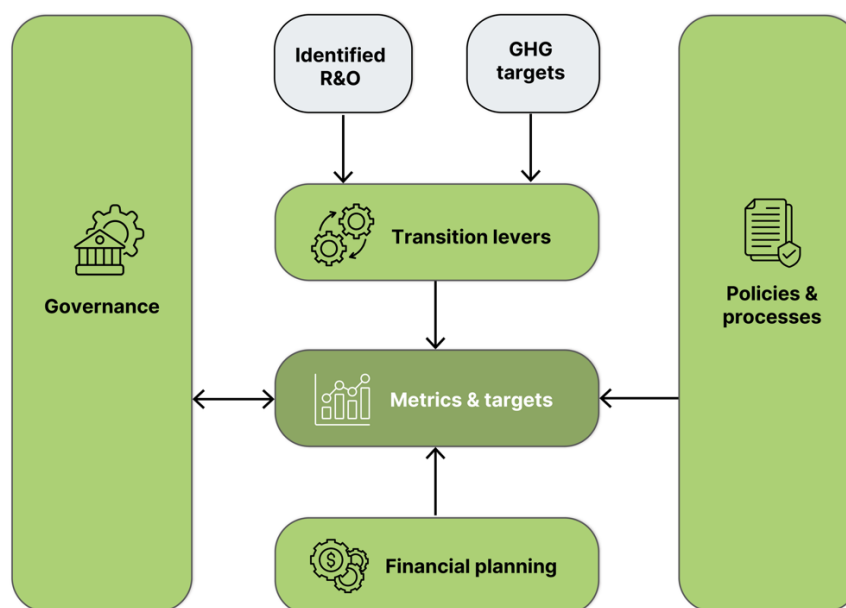 Identified
R&O
GHG
targets
Transition levers
Governance
Policies &
processes
Metrics & targets
Financial planning
$